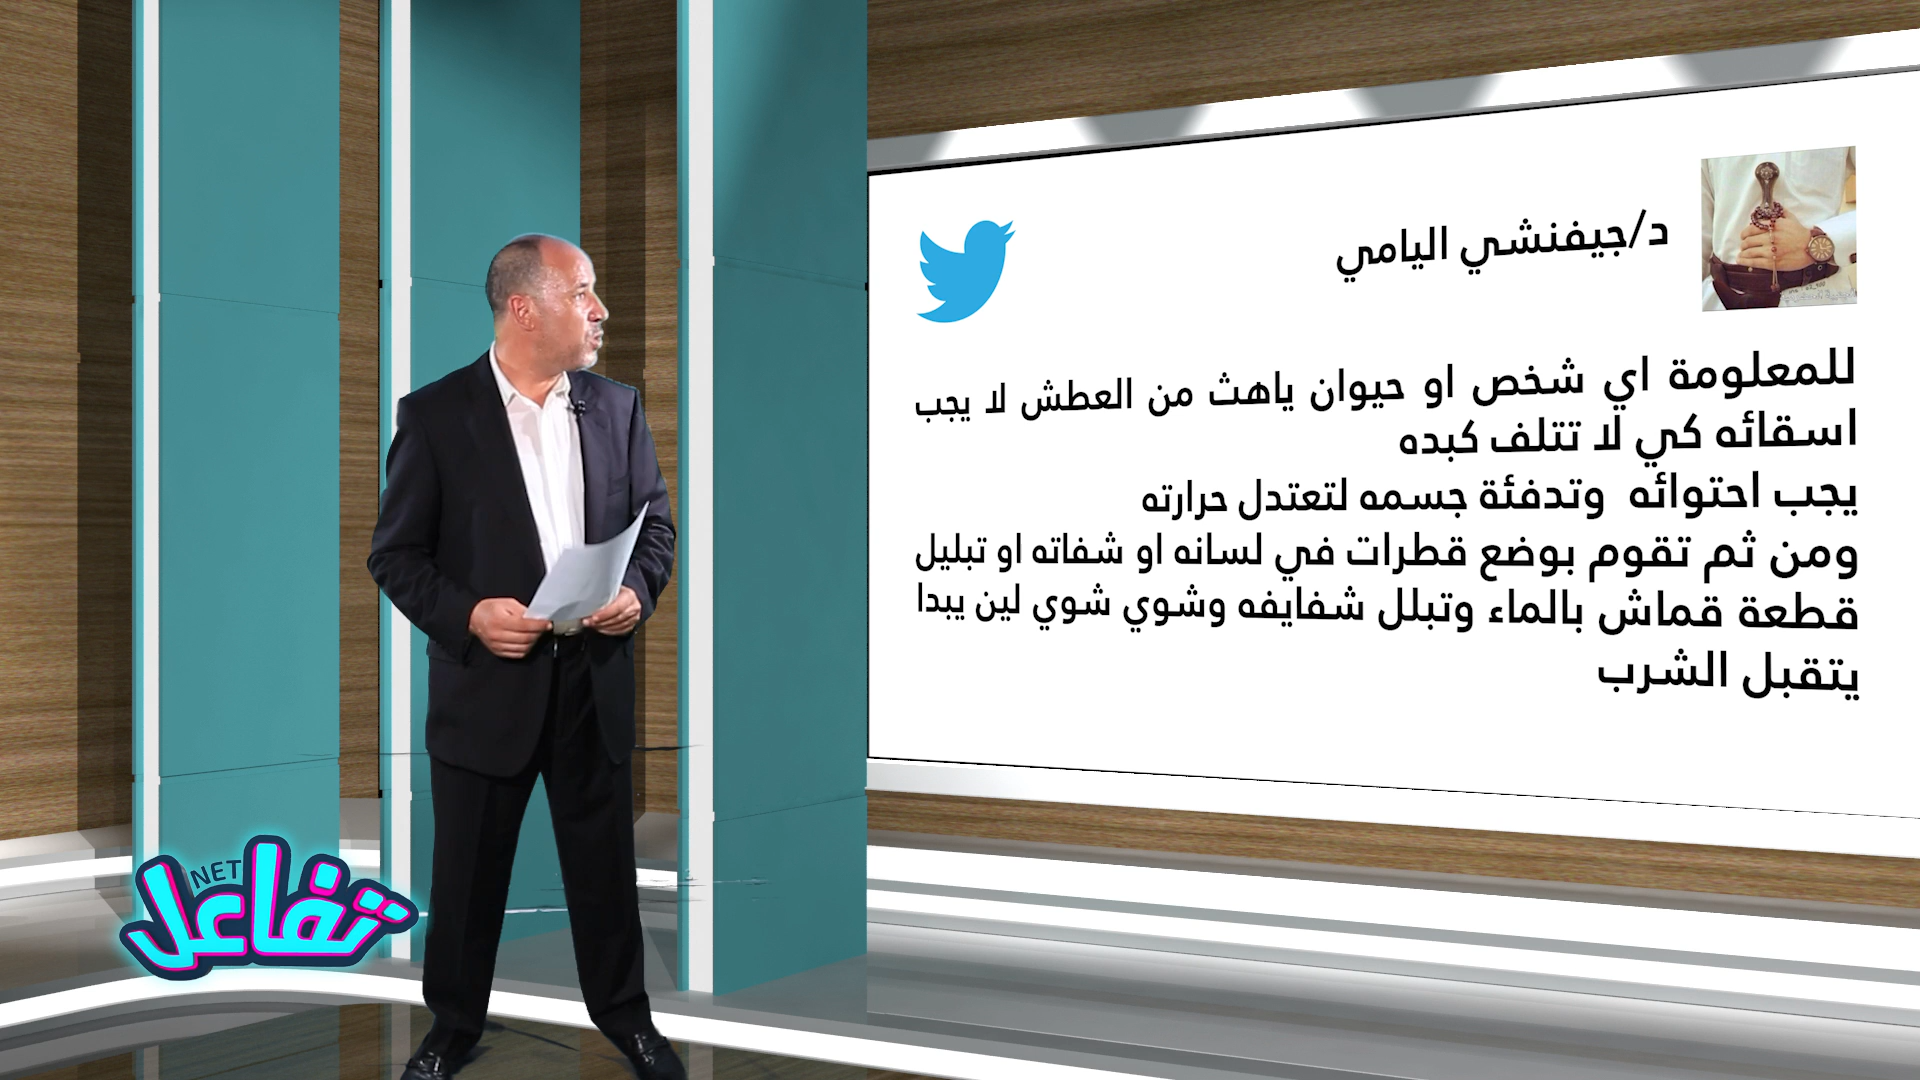 د/جيفنشي اليامي
للمعلومة اي شخص او حيوان ياهث من العطش لا يجب
اسقائه كي لا تتلف كبده
يجب احتوائه وتدفئة جسمه لتعتدل حرارته
ومن ثم تقوم بوضع قطرات في لسانه او شفاته او تبليل
قطعة قماش بالماء وتبلل شفايفه وشوي شوي لين يبدا
يتقبل الشرب
NET
تفاعل